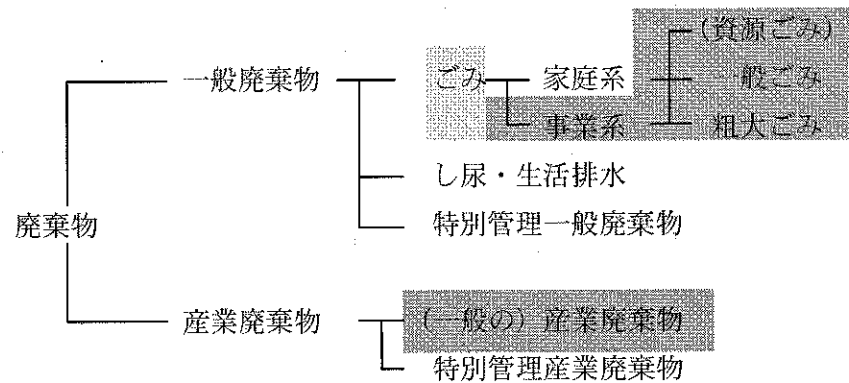 (資源ごみ)
一般廃棄物 ごみ 家庭系 一般ごみ
事業系 粗大ごみ
し尿・生活排水
特別管理一般廃棄物
廃棄物
産業廃棄物 (一般の)産業廃棄物
特別管理産業廃棄物